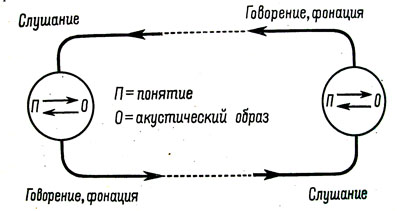 Слушание
Говорение, фонация
П О
П = понятие
О = акустический образ
П О
Говорение, фонация
Слушание